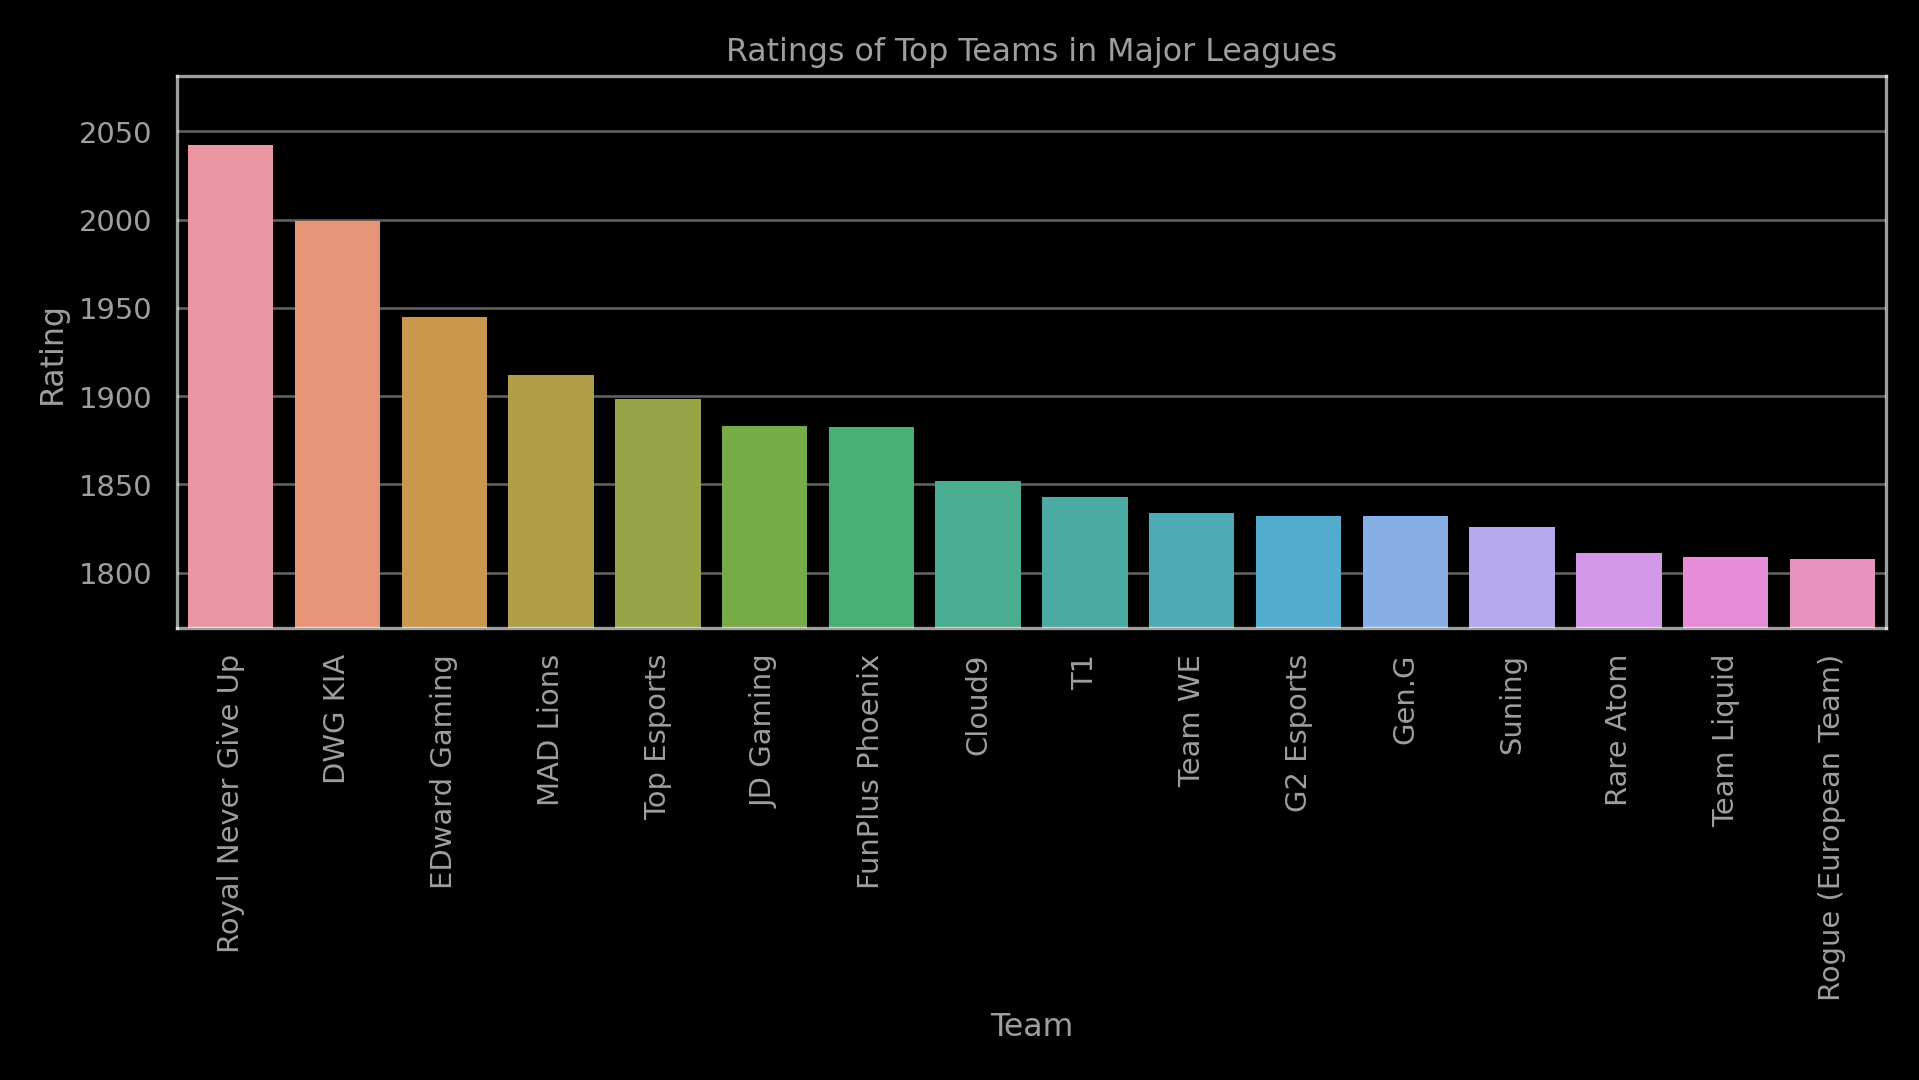 Ratings of Top Teams in Major Leagues
Rating
2050
2000
1950
1900
1850
1800
Royal Never Give Up
DWG KIA
EDward Gaming
MAD Lions
Top Esports
JD Gaming
FunPlus Phoenix
Cloud9
T1
Team WE
G2 Esports
Gen.G
Suning
Rare Atom
Team Liquid
Rogue (European Team)
Team